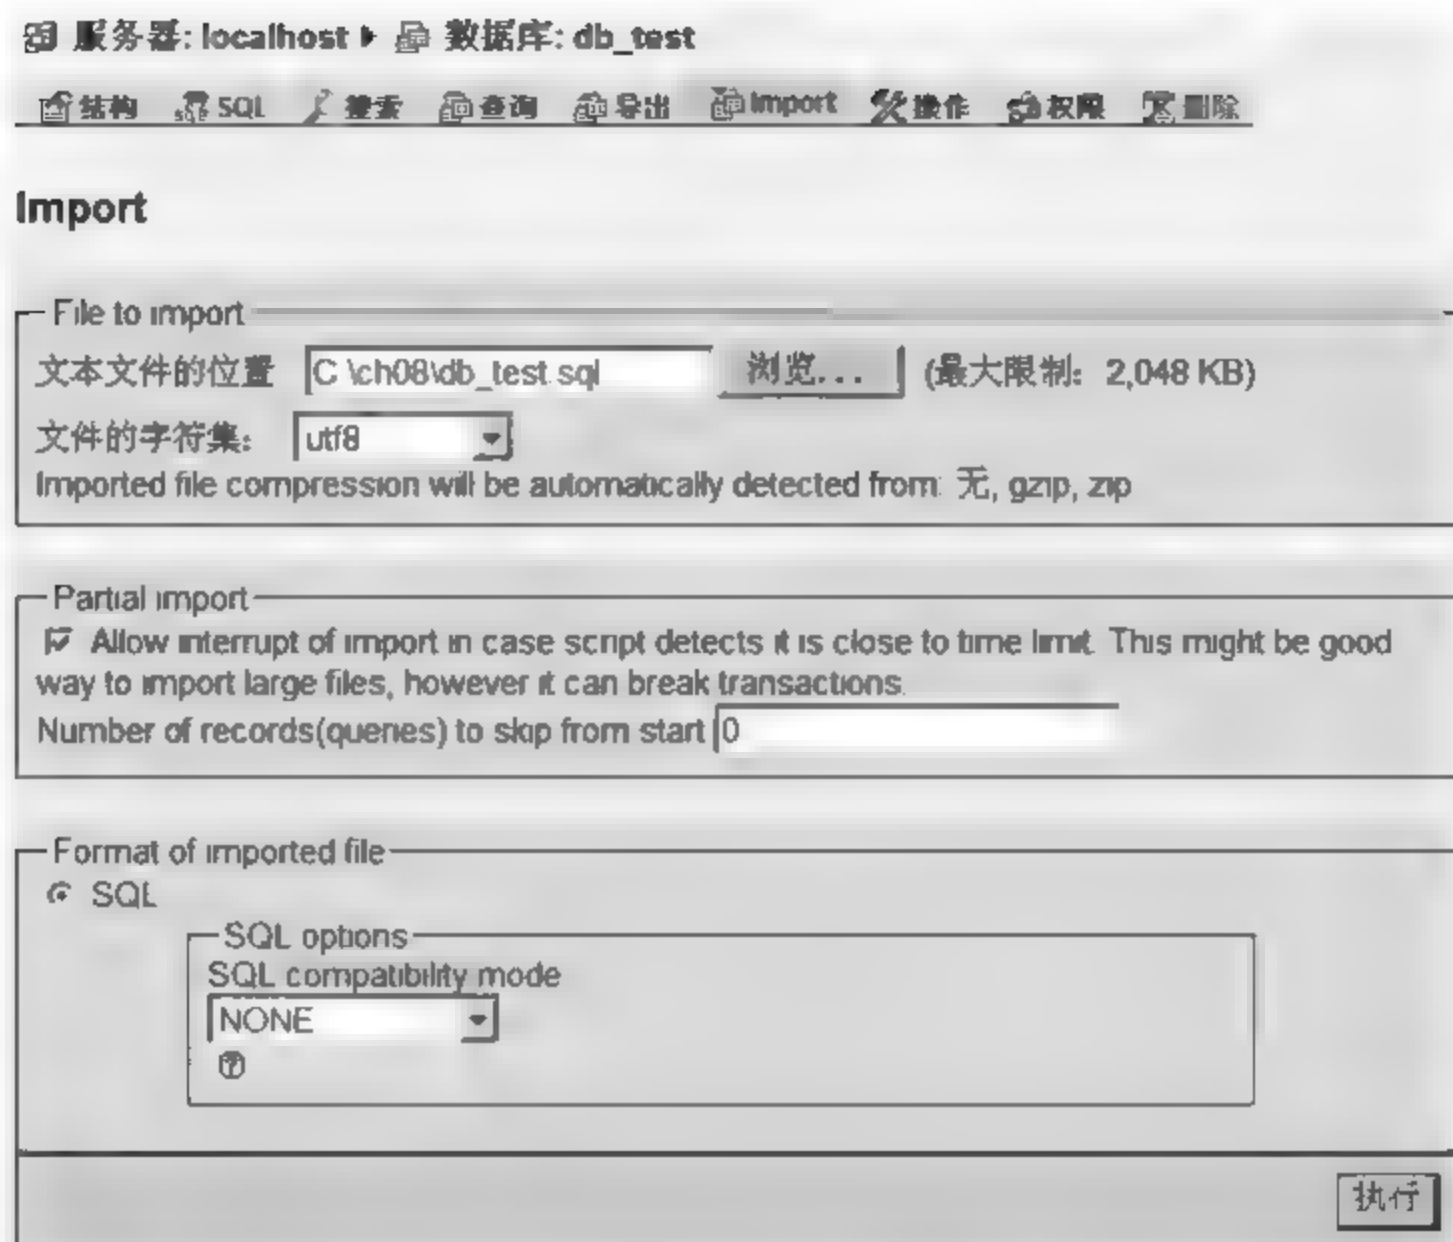 服务器: localhost ▶ 数据库: db_test
结构 SQL 搜索 查询 导出 Import 操作 权限 删除
Import
File to import
文本文件的位置 C:\ch08\db_test.sql 浏览... (最大限制: 2,048 KB)
文件的字符集: utf8
Imported file compression will be automatically detected from: 无, gzip, zip
Partial import
Allow interrupt of import in case script detects it is close to time limit. This might be good
way to import large files, however it can break transactions.
Number of records(queries) to skip from start 0
Format of imported file
SQL
SQL options
SQL compatibility mode
NONE
执行